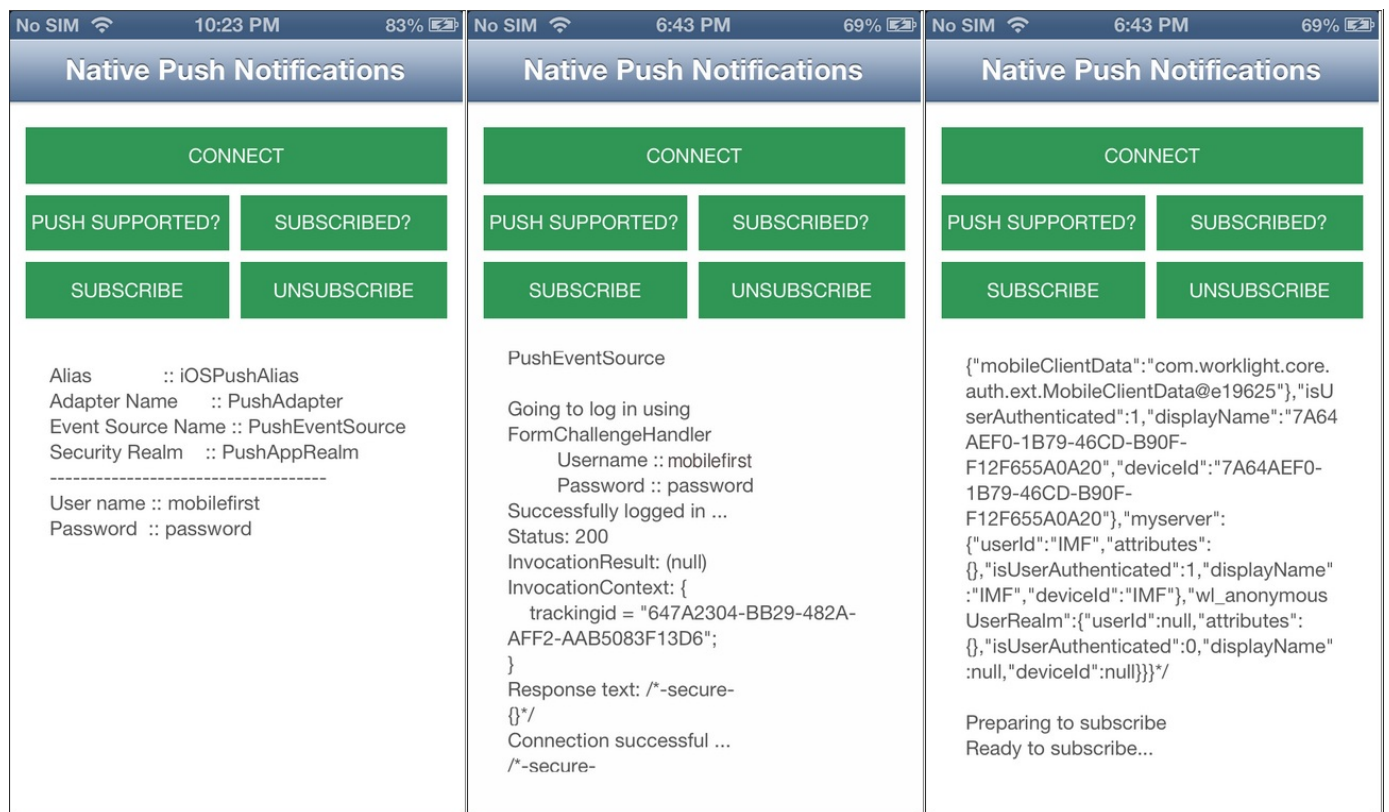 No SIM 10:23 PM 83%
Native Push Notifications
CONNECT
PUSH SUPPORTED? SUBSCRIBED?
SUBSCRIBE UNSUBSCRIBE
Alias :: iOSPushAlias
Adapter Name :: PushAdapter
Event Source Name :: PushEventSource
Security Realm :: PushAppRealm
------------------------------------
User name :: mobilefirst
Password :: password
No SIM 6:43 PM 69%
Native Push Notifications
CONNECT
PUSH SUPPORTED? SUBSCRIBED?
SUBSCRIBE UNSUBSCRIBE
PushEventSource
Going to log in using
FormChallengeHandler
Username :: mobilefirst
Password :: password
Successfully logged in ...
Status: 200
InvocationResult: (null)
InvocationContext: {
trackingid = "647A2304-BB29-482A-
AFF2-AAB5083F13D6";
}
Response text: /*-secure-
{}*/
Connection successful ...
/*-secure-
No SIM 6:43 PM 69%
Native Push Notifications
CONNECT
PUSH SUPPORTED? SUBSCRIBED?
SUBSCRIBE UNSUBSCRIBE
{"mobileClientData":"com.worklight.core.
auth.ext.MobileClientData@e19625"},"isU
serAuthenticated":1,"displayName":"7A64
AEF0-1B79-46CD-B90F-
F12F655A0A20","deviceId":"7A64AEF0-
1B79-46CD-B90F-
F12F655A0A20"},"myserver":
{"userId":"IMF","attributes":
{},"isUserAuthenticated":1,"displayName"
:"IMF","deviceId":"IMF"},"wl_anonymous
UserRealm":{"userId":null,"attributes":
{},"isUserAuthenticated":0,"displayName"
:null,"deviceId":null}}}*/
Preparing to subscribe
Ready to subscribe...